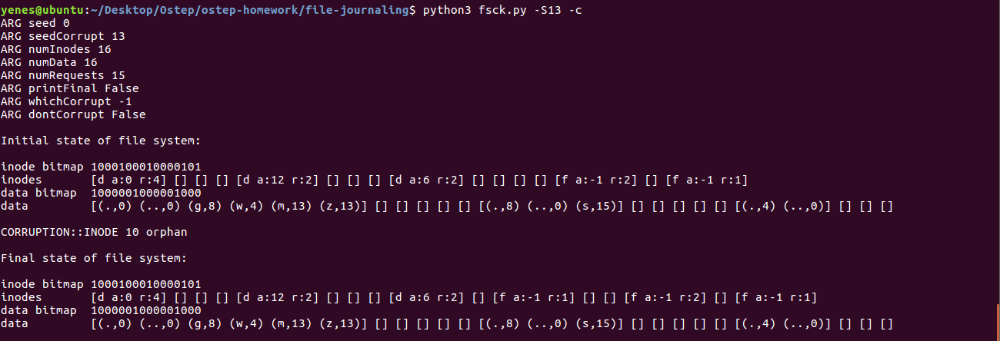 yenes@ubuntu:~/Desktop/Ostep/ostep-homework/file-journaling$ python3 fsck.py -S13 -c
ARG seed 0
ARG seedCorrupt 13
ARG numInodes 16
ARG numData 16
ARG numRequests 15
ARG printFinal False
ARG whichCorrupt -1
ARG dontCorrupt False
Initial state of file system:
inode bitmap 1000100010000101
inodes [d a:0 r:4] [] [] [] [d a:12 r:2] [] [] [] [d a:6 r:2] [] [] [] [] [f a:-1 r:2] [] [f a:-1 r:1]
data bitmap 1000001000001000
data [(.,0) (..,0) (g,8) (w,4) (m,13) (z,13)] [] [] [] [] [] [(.,8) (..,0) (s,15)] [] [] [] [] [] [(.,4) (..,0)] [] [] []
CORRUPTION::INODE 10 orphan
Final state of file system:
inode bitmap 1000100010000101
inodes [d a:0 r:4] [] [] [] [d a:12 r:2] [] [] [] [d a:6 r:2] [] [f a:-1 r:1] [] [] [f a:-1 r:2] [] [f a:-1 r:1]
data bitmap 1000001000001000
data [(.,0) (..,0) (g,8) (w,4) (m,13) (z,13)] [] [] [] [] [] [(.,8) (..,0) (s,15)] [] [] [] [] [] [(.,4) (..,0)] [] [] []